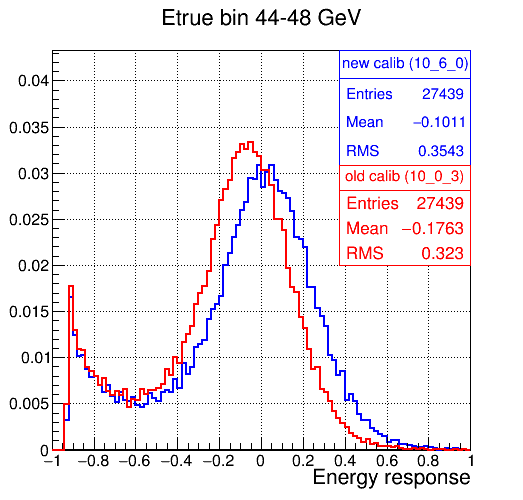 Etrue bin 44-48 GeV
new calib (10_6_0)
Entries 27439
Mean −0.1011
RMS 0.3543
old calib (10_0_3)
Entries 27439
Mean −0.1763
RMS 0.323
0.04
0.035
0.03
0.025
0.02
0.015
0.01
0.005
0
−1 −0.8 −0.6 −0.4 −0.2 0 0.2 0.4 0.6 0.8 1
Energy response